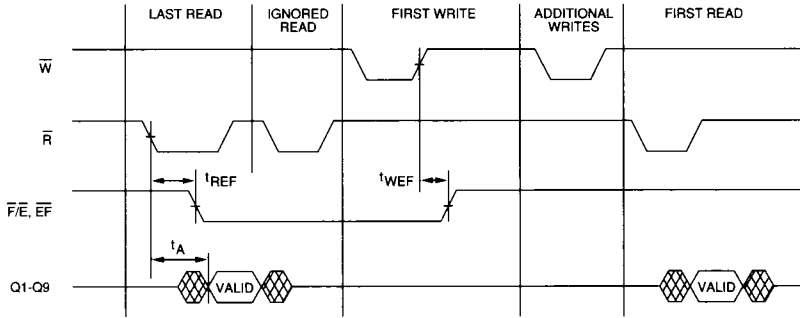 LAST READ
IGNORED
READ
FIRST WRITE
ADDITIONAL
WRITES
FIRST READ
W
R
tREF
tWEF
F/E, EF
tA
Q1-Q9
VALID
VALID